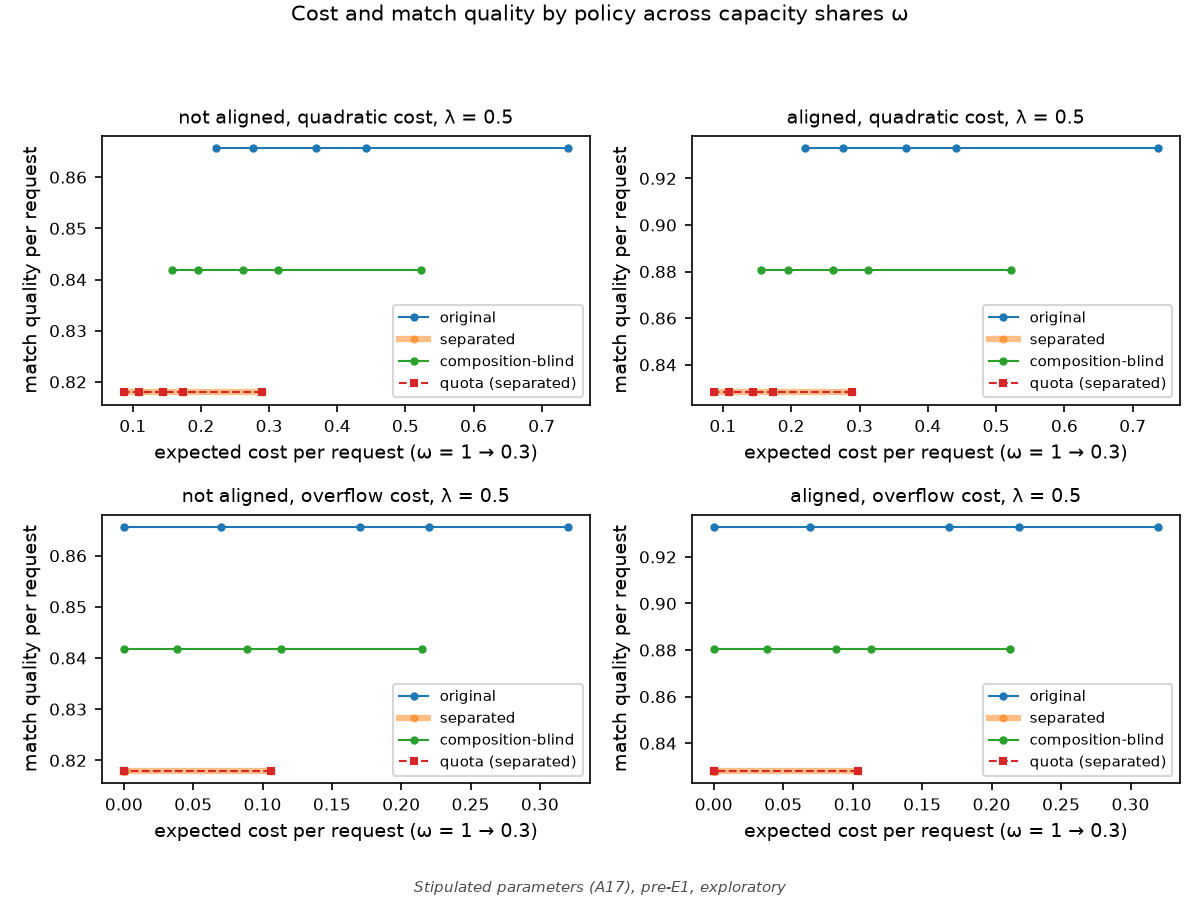 Cost and match quality by policy across capacity shares ω
not aligned, quadratic cost, λ = 0.5
match quality per request
0.86
0.85
0.84
0.83
0.82
original
separated
composition-blind
quota (separated)
0.1 0.2 0.3 0.4 0.5 0.6 0.7
expected cost per request (ω = 1 → 0.3)
aligned, quadratic cost, λ = 0.5
match quality per request
0.92
0.90
0.88
0.86
0.84
original
separated
composition-blind
quota (separated)
0.1 0.2 0.3 0.4 0.5 0.6 0.7
expected cost per request (ω = 1 → 0.3)
not aligned, overflow cost, λ = 0.5
match quality per request
0.86
0.85
0.84
0.83
0.82
original
separated
composition-blind
quota (separated)
0.00 0.05 0.10 0.15 0.20 0.25 0.30
expected cost per request (ω = 1 → 0.3)
aligned, overflow cost, λ = 0.5
match quality per request
0.92
0.90
0.88
0.86
0.84
original
separated
composition-blind
quota (separated)
0.00 0.05 0.10 0.15 0.20 0.25 0.30
expected cost per request (ω = 1 → 0.3)
Stipulated parameters (A17), pre-E1, exploratory